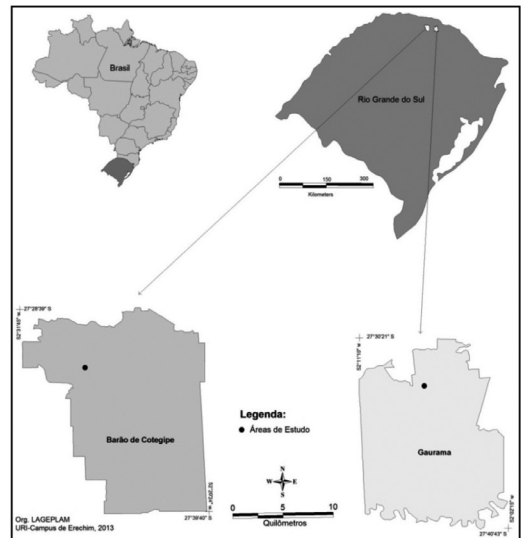 Brasil
Rio Grande do Sul
0 150 300
Kilometers
27°28'39" S
Barão de Cotegipe
27°39'40" S
27°30'21" S
Gaurama
27°40'43" S
Legenda:
Áreas de Estudo
N
W E
S
0 5 10
Quilômetros
Org. LAGEPLAM
URI-Campus de Erechim, 2013